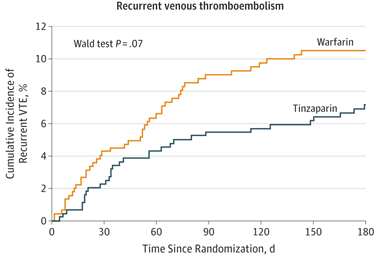 Recurrent venous thromboembolism
12
10
8
6
4
2
0
Cumulative Incidence of
Recurrent VTE, %
Wald test P = .07
Warfarin
Tinzaparin
0 30 60 90 120 150 180
Time Since Randomization, d